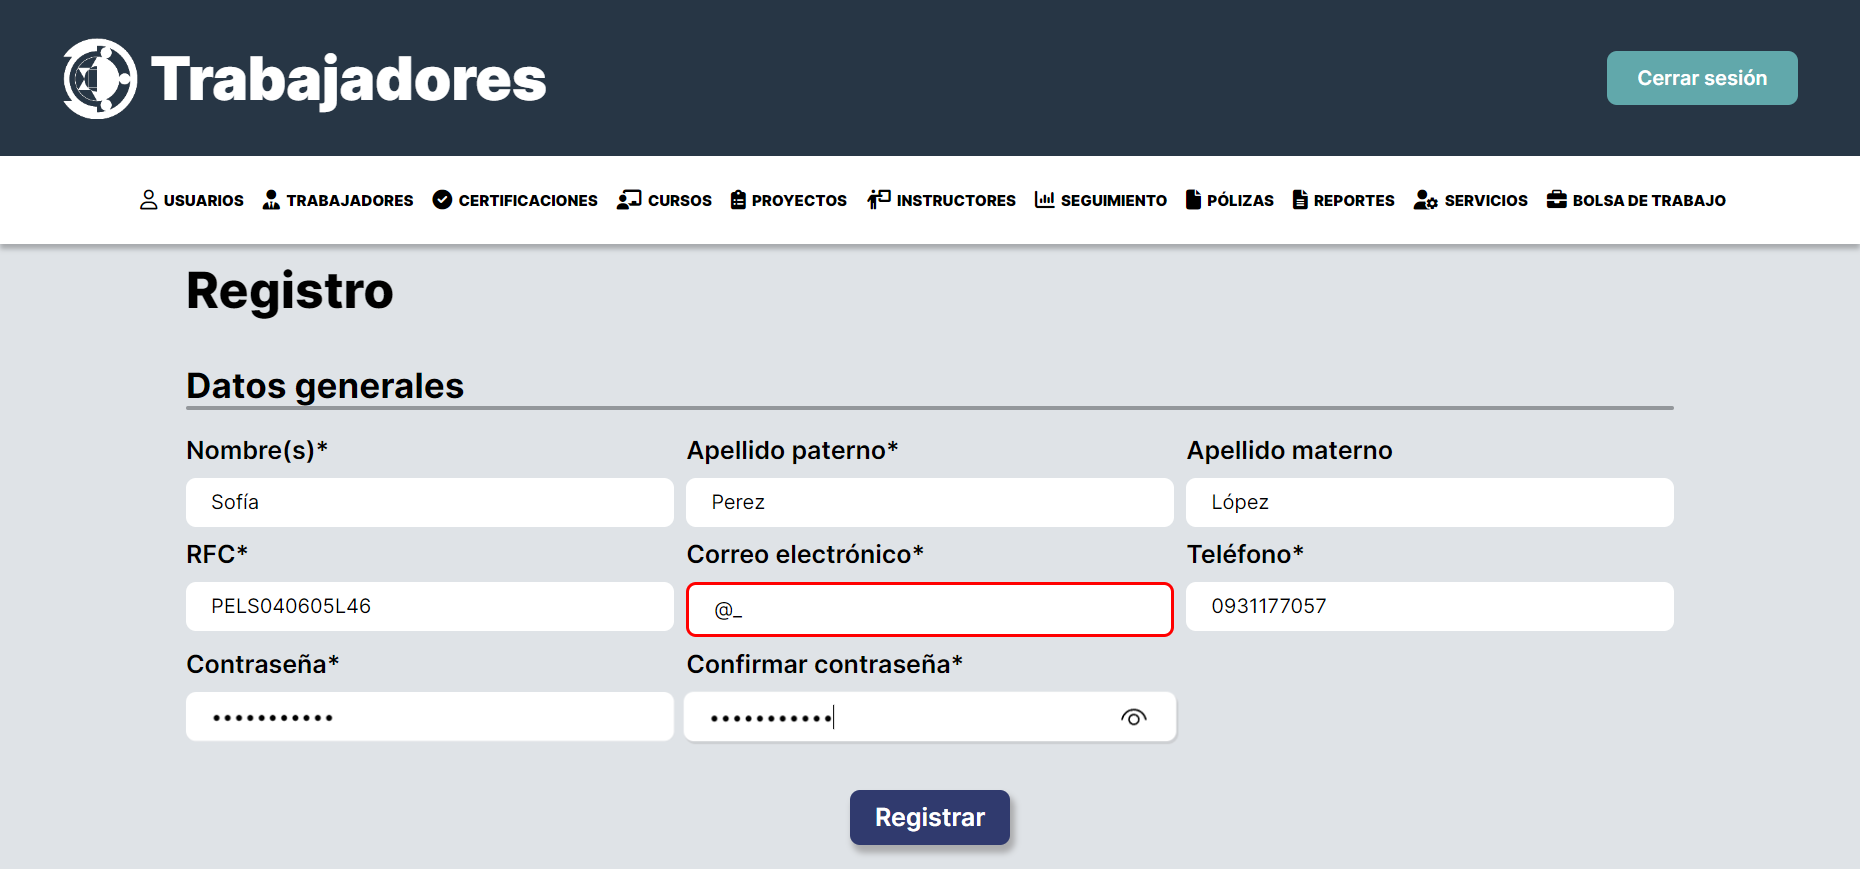 Trabajadores
Cerrar sesión
USUARIOS TRABAJADORES CERTIFICACIONES CURSOS PROYECTOS INSTRUCTORES SEGUIMIENTO PÓLIZAS REPORTES SERVICIOS BOLSA DE TRABAJO
Registro
Datos generales
Nombre(s)* Apellido paterno* Apellido materno
Sofía Perez López
RFC* Correo electrónico* Teléfono*
PELS040605L46 @_ 0931177057
Contraseña* Confirmar contraseña*
••••••••••• •••••••••••
Registrar